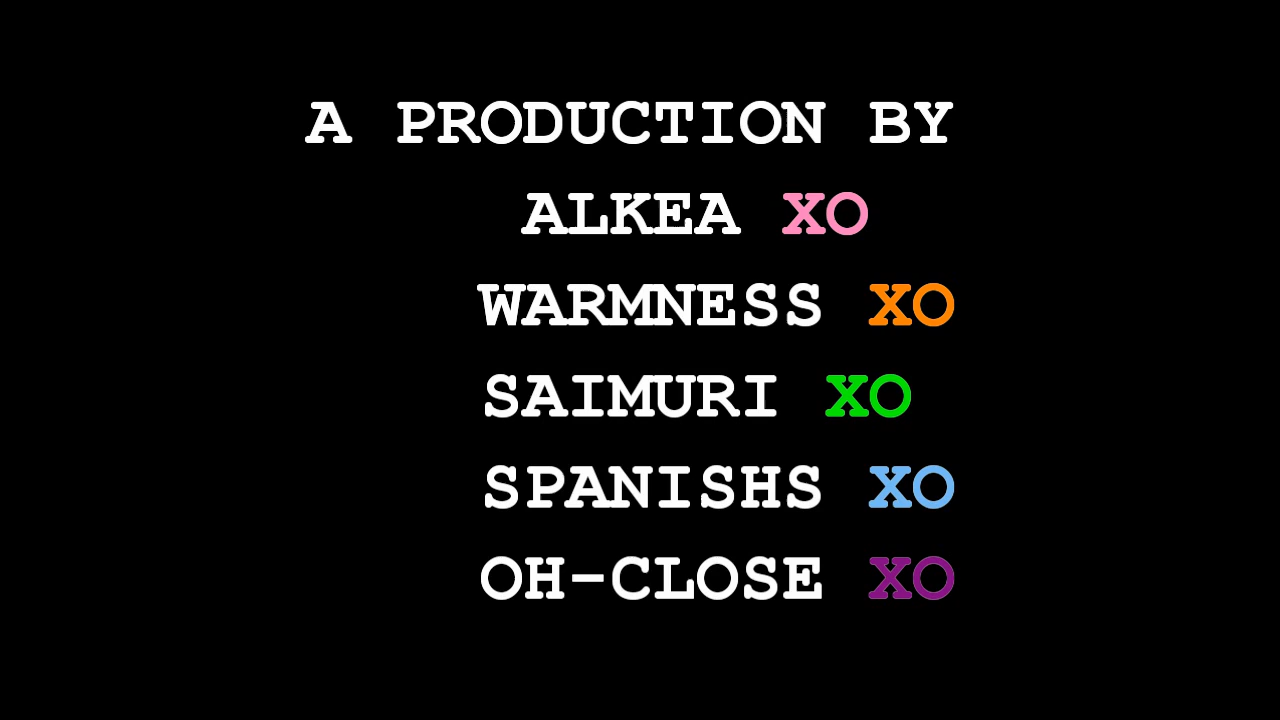 A PRODUCTION BY
ALKEA XO
WARMNESS XO
SAIMURI XO
SPANISHS XO
OH-CLOSE XO